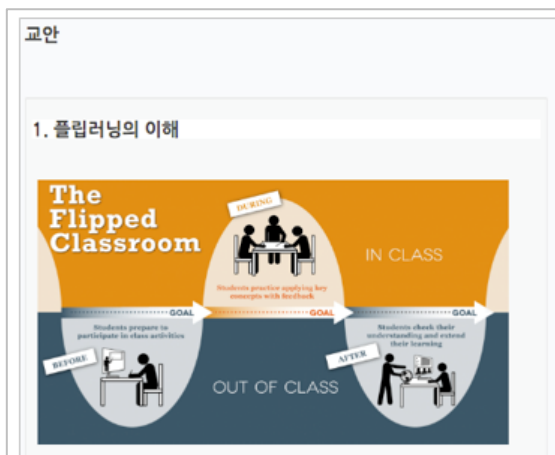 교안
1. 플립러닝의 이해
The
Flipped
Classroom
DURING
IN CLASS
Students practice applying key
concepts with feedback
GOAL
GOAL
GOAL
Students prepare to
participate in class activities
Students check their
understanding and extend
their learning
BEFORE
AFTER
OUT OF CLASS